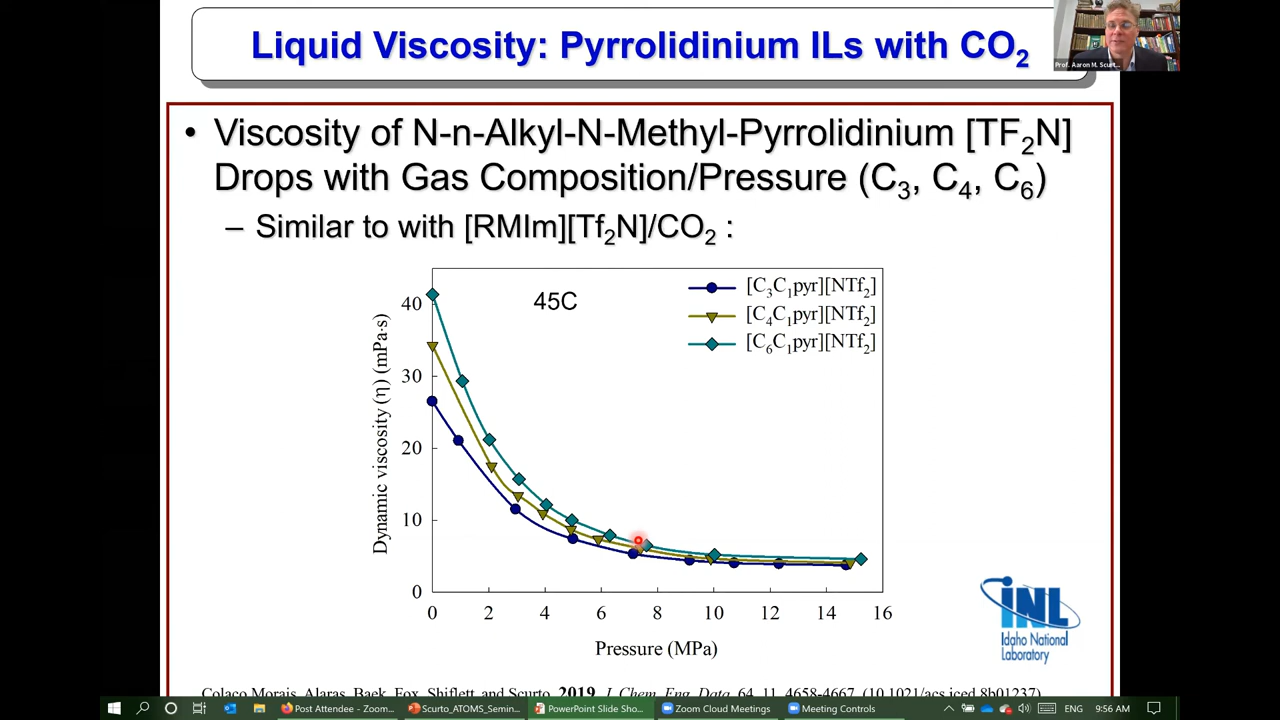 Liquid Viscosity: Pyrrolidinium ILs with CO2
Prof. Aaron M. Scurt...
• Viscosity of N-n-Alkyl-N-Methyl-Pyrrolidinium [TF2N]
Drops with Gas Composition/Pressure (C3, C4, C6)
– Similar to with [RMIm][Tf2N]/CO2 :
45C
[C3C1pyr][NTf2]
[C4C1pyr][NTf2]
[C6C1pyr][NTf2]
Dynamic viscosity (η) (mPa·s)
40
30
20
10
0
0 2 4 6 8 10 12 14 16
Pressure (MPa)
INL
Idaho National
Laboratory
Colaço Morais, Alaras, Baek, Fox, Shiflett and Scurto, 2019, J. Chem. Eng. Data, 64, 11, 4658-4667. (10.1021/acs.jced.8b01237)
Post Attendee - Zoom... Scurto_ATOMS_Semin... PowerPoint Slide Sho... Zoom Cloud Meetings Meeting Controls ENG 9:56 AM